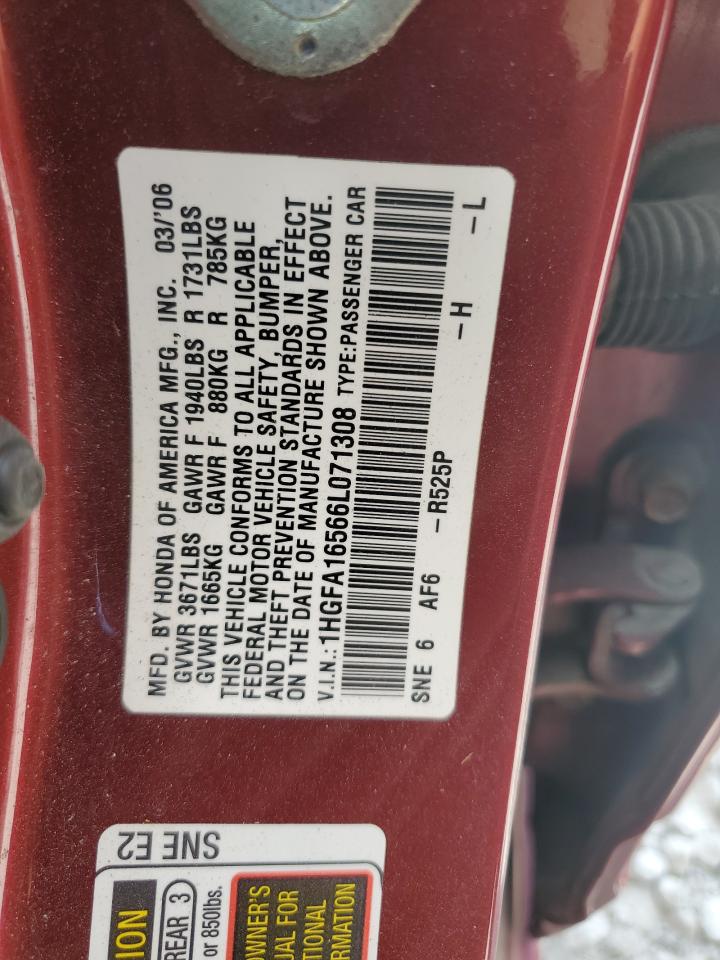 MFD. BY HONDA OF AMERICA MFG., INC. 03/'06
GVWR 3671LBS GAWR F 1940LBS R 1731LBS
GVWR 1665KG GAWR F 880KG R 785KG
THIS VEHICLE CONFORMS TO ALL APPLICABLE
FEDERAL MOTOR VEHICLE SAFETY, BUMPER,
AND THEFT PREVENTION STANDARDS IN EFFECT
ON THE DATE OF MANUFACTURE SHOWN ABOVE.
V.I.N.: 1HGFA16566L071308 TYPE:PASSENGER CAR
SNE 6 AF6 -R525P -H -L
SNE E2
REAR 3
or 850lbs.
OWNER'S
FOR